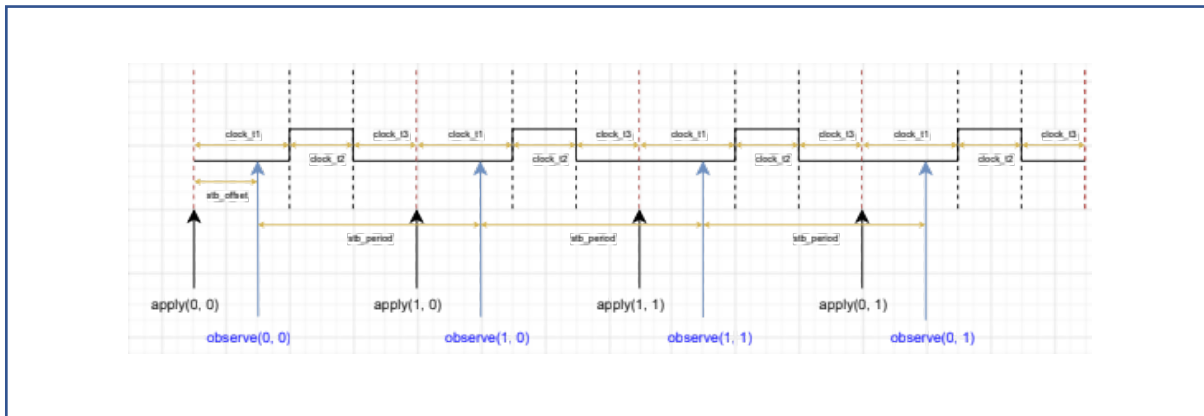 clock_t1 clock_t3 clock_t1 clock_t3 clock_t1 clock_t3 clock_t1 clock_t3
clock_t2 clock_t2 clock_t2 clock_t2
stb_offset
stb_period stb_period stb_period
apply(0, 0) apply(1, 0) apply(1, 1) apply(0, 1)
observe(0, 0) observe(1, 0) observe(1, 1) observe(0, 1)